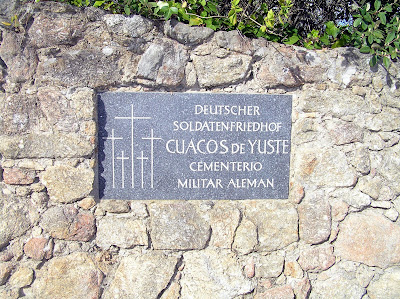 DEUTSCHER
SOLDATENFRIEDHOF
CUACOS DE YUSTE
CEMENTERIO
MILITAR ALEMAN